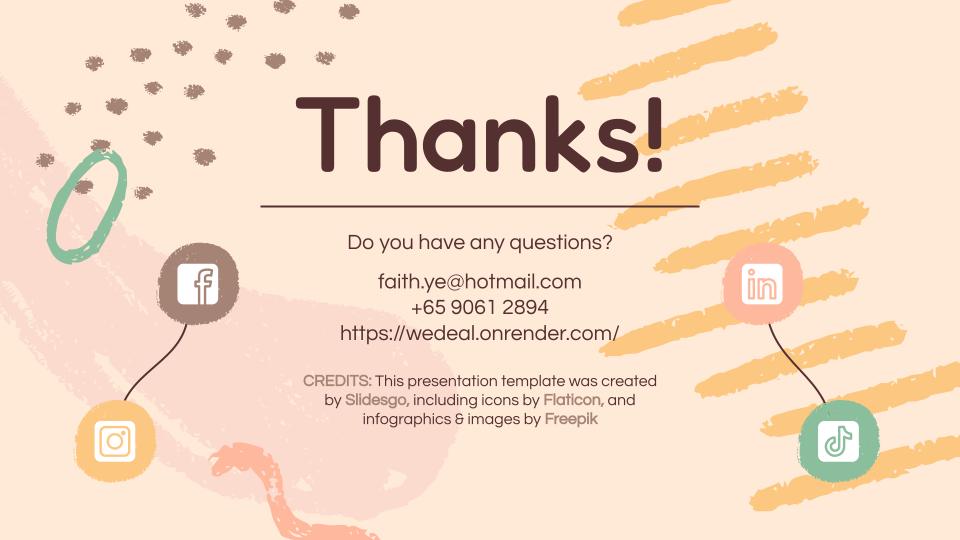 Thanks!
Do you have any questions?
faith.ye@hotmail.com
+65 9061 2894
https://wedeal.onrender.com/
CREDITS: This presentation template was created
by Slidesgo, including icons by Flaticon, and
infographics & images by Freepik
in